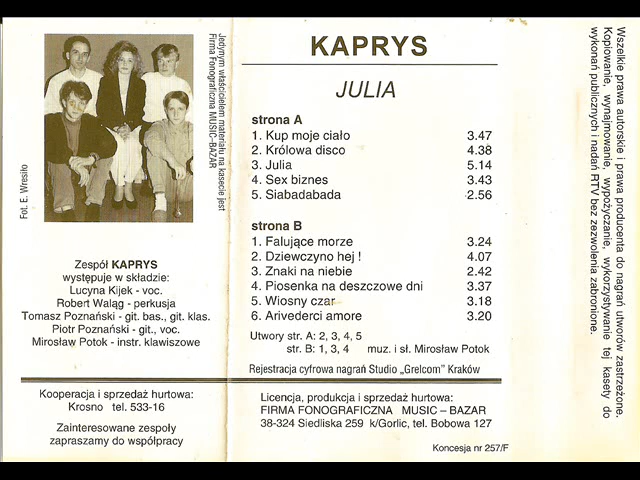 Fot. E. Wresiło
Jedynym właścicielem materiału na kasecie jest
Firma Fonograficzna MUSIC–BAZAR
Zespół KAPRYS
występuje w składzie:
Lucyna Kijek - voc.
Robert Waląg - perkusja
Tomasz Poznański - git. bas., git. klas.
Piotr Poznański - git., voc.
Mirosław Potok - instr. klawiszowe
Kooperacja i sprzedaż hurtowa:
Krosno tel. 533-16
Zainteresowane zespoły
zapraszamy do współpracy
KAPRYS
JULIA
strona A
1. Kup moje ciało 3.47
2. Królowa disco 4.38
3. Julia 5.14
4. Sex biznes 3.43
5. Siabadabada 2.56
strona B
1. Falujące morze 3.24
2. Dziewczyno hej ! 4.07
3. Znaki na niebie 2.42
4. Piosenka na deszczowe dni 3.37
5. Wiosny czar 3.18
6. Arivederci amore 3.20
Utwory str. A: 2, 3, 4, 5
str. B: 1, 3, 4 muz. i sł. Mirosław Potok
Rejestracja cyfrowa nagrań Studio „Grelcom" Kraków
Licencja, produkcja i sprzedaż hurtowa:
FIRMA FONOGRAFICZNA MUSIC – BAZAR
38-324 Siedliska 259 k/Gorlic, tel. Bobowa 127
Koncesja nr 257/F
Wszelkie prawa autorskie i prawa producenta do nagrań utworów zastrzeżone.
Kopiowanie, wynajmowanie, wypożyczanie, wykorzystywanie tej kasety do
wykonań publicznych i nadań RTV bez zezwolenia zabronione.